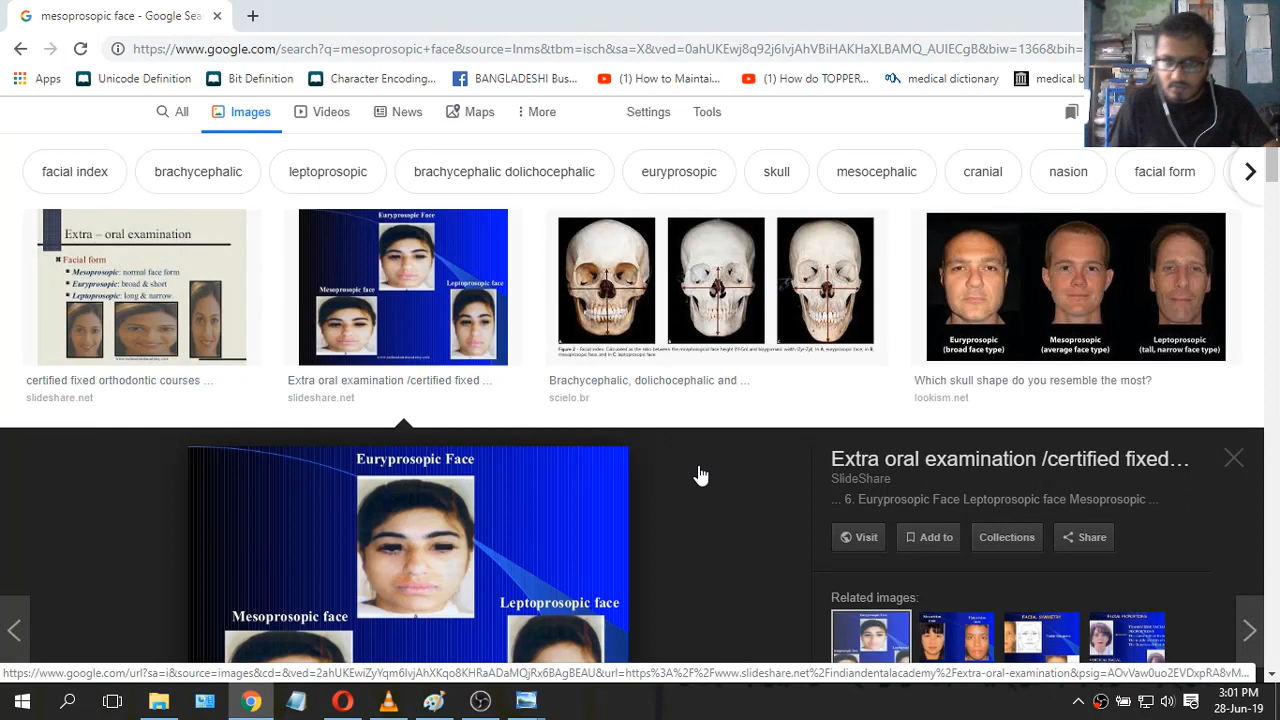 mesoprosopic face - Google Sea
https://www.google.com/search?q=mesoprosopic+face&source=lnms&tbm=isch&sa=X&ved=0ahUKEwj8q92j6IvjAhVBiHAKHaXLBAMQ_AUIECgB&biw=1366&bih=
Apps
Unicode Definition
Bit Definition
Character Encoding
BANGLADESHI Bus...
(1) How to Maintai...
(1) How do TOPPE
medical dictionary
medical b
All
Images
Videos
News
Maps
More
Settings
Tools
facial index
brachycephalic
leptoprosopic
brachycephalic dolichocephalic
euryprosopic
skull
mesocephalic
cranial
nasion
facial form
Extra – oral examination
Facial form
Mesoprosopic: normal face form
Euryprosopic: broad & short
Leptoprosopic: long & narrow.
Euryprosopic Face
Mesoprosopic face
Leptoprosopic face
Euryprosopic
(broad face type)
Mesoprosopic
(average face type)
Leptoprosopic
(tall, narrow face type)
certified fixed orthodontic courses ...
slideshare.net
Extra oral examination /certified fixed ...
slideshare.net
Brachycephalic, dolichocephalic and ...
scielo.br
Which skull shape do you resemble the most?
lookism.net
Euryprosopic Face
Mesoprosopic face
Leptoprosopic face
Extra oral examination /certified fixed...
SlideShare
... 6. Euryprosopic Face Leptoprosopic face Mesoprosopic ...
Visit
Add to
Collections
Share
Related images:
FACIAL SYMMETRY
3:01 PM
28-Jun-19